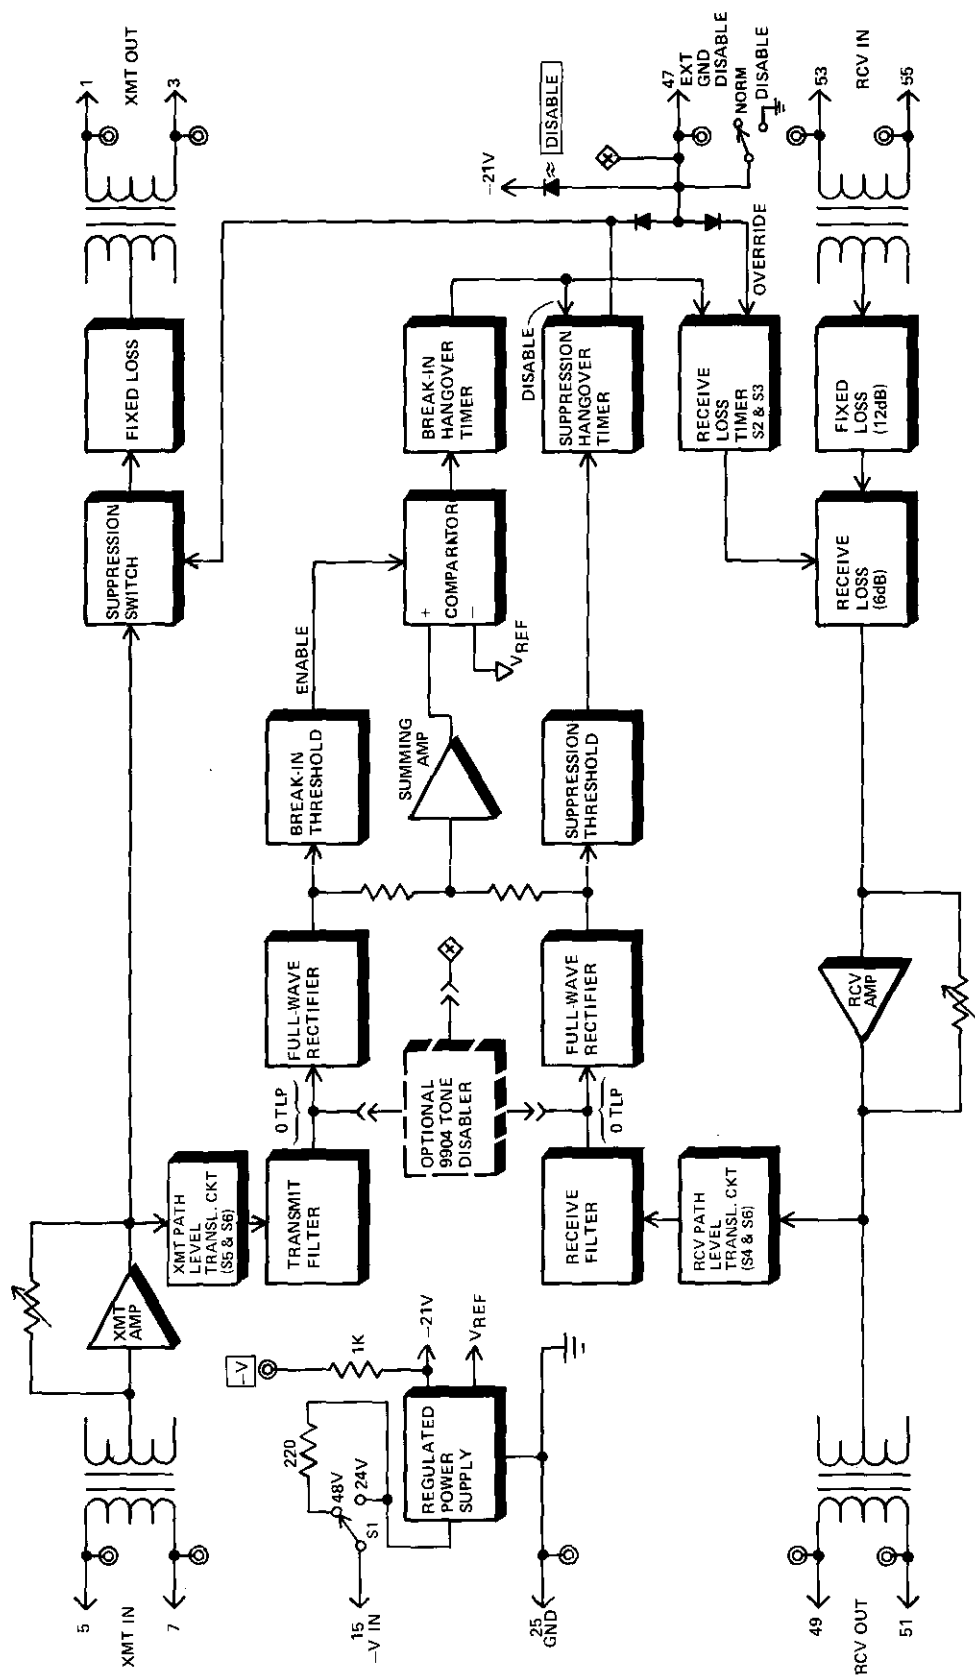 5
XMT IN
7
XMT AMP
SUPPRESSION
SWITCH
FIXED LOSS
1
XMT OUT
3
XMT PATH
LEVEL
TRANSL. CKT
(S5 & S6)
TRANSMIT
FILTER
0 TLP
FULL-WAVE
RECTIFIER
BREAK-IN
THRESHOLD
ENABLE
-V
1K
-21V
VREF
220
48V
24V
S1
15
-V IN
REGULATED
POWER
SUPPLY
25
GND
OPTIONAL
9904 TONE
DISABLER
SUMMING
AMP
+
COMPARATOR
-
VREF
BREAK-IN
HANGOVER
TIMER
-21V
DISABLE
47
EXT
GND
DISABLE
NORM
DISABLE
RECEIVE
FILTER
0 TLP
FULL-WAVE
RECTIFIER
SUPPRESSION
THRESHOLD
DISABLE
SUPPRESSION
HANGOVER
TIMER
OVERRIDE
RCV PATH
LEVEL
TRANSL. CKT
(S4 & S6)
RECEIVE
LOSS
TIMER
S2 & S3
49
RCV OUT
51
RCV
AMP
RECEIVE
LOSS
(6dB)
FIXED
LOSS
(12dB)
53
RCV IN
55